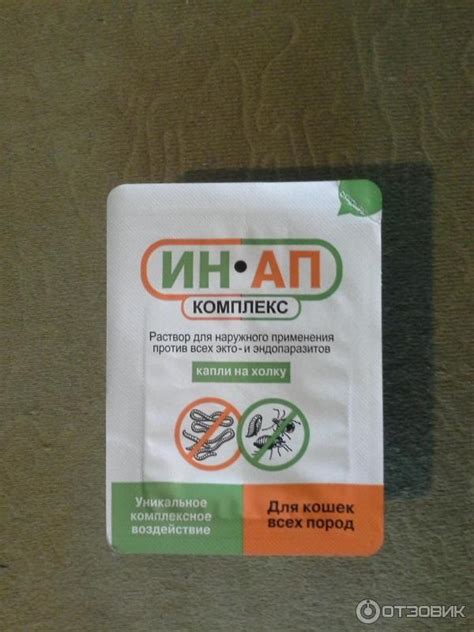 ИН•АП
КОМПЛЕКС
Раствор для наружного применения
против всех экто- и эндопаразитов
капли на холку
Уникальное
комплексное
воздействие
Для кошек
всех пород
ОТЗОВИК